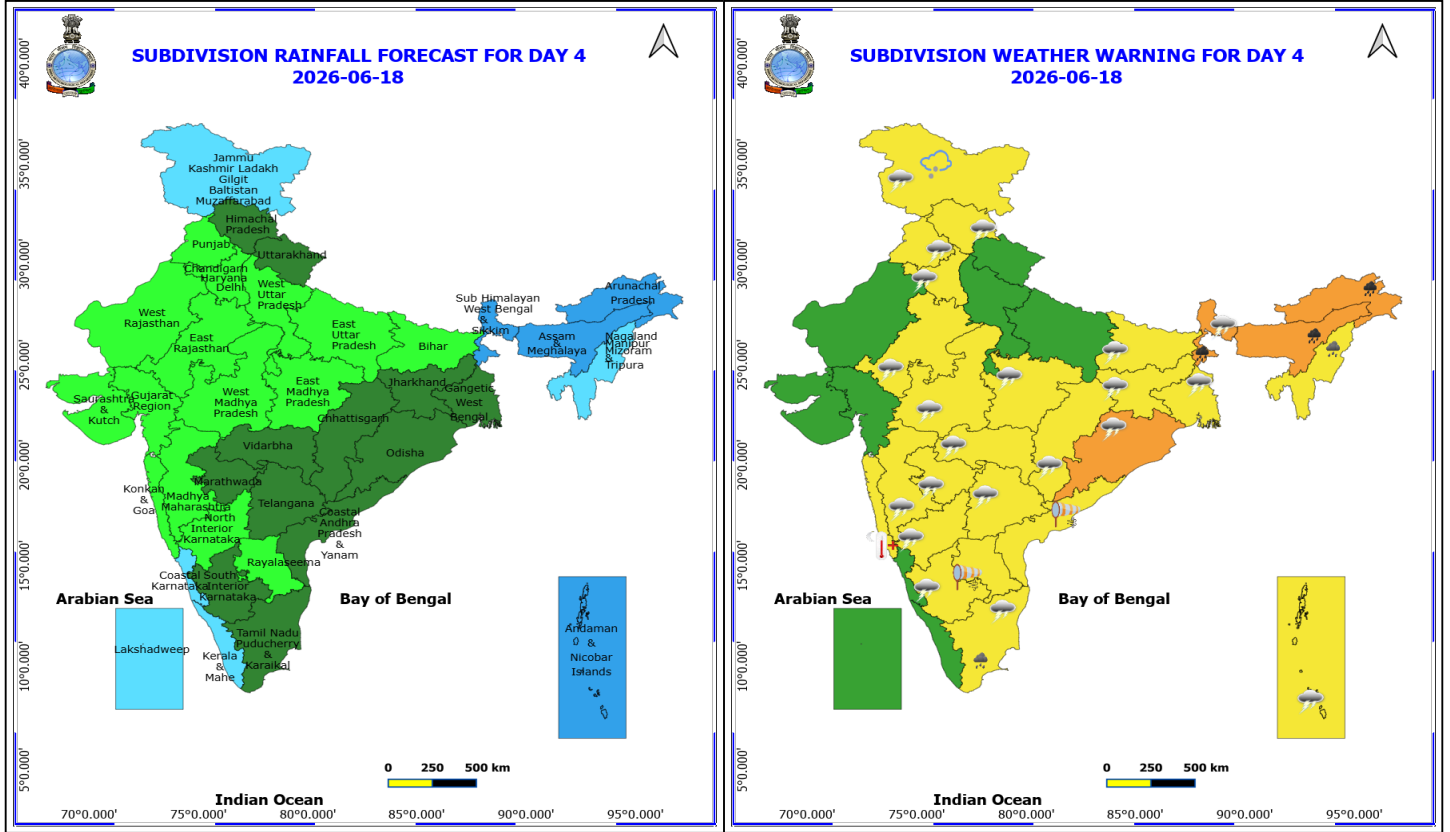 SUBDIVISION RAINFALL FORECAST FOR DAY 4
2026-06-18
40°0.000'
35°0.000'
30°0.000'
25°0.000'
20°0.000'
15°0.000'
10°0.000'
5°0.000'
Jammu
Kashmir Ladakh
Gilgit
Baltistan
Muzaffarabad
Himachal
Pradesh
Punjab
Uttarakhand
Chandigarh
Haryana
Delhi
West
Uttar
Pradesh
Arunachal
Pradesh
Sub Himalayan
West Bengal
&
Sikkim
West
Rajasthan
East
Rajasthan
East
Uttar
Pradesh
Bihar
Assam
&
Meghalaya
Nagaland
Manipur
Mizoram
&
Tripura
Saurashtra
&
Kutch
Gujarat
Region
West
Madhya
Pradesh
East
Madhya
Pradesh
Jharkhand
Gangetic
West
Bengal
Chhattisgarh
Vidarbha
Odisha
Marathwada
Konkan
&
Goa
Madhya
Maharashtra
Telangana
North
Interior
Karnataka
Coastal
Andhra
Pradesh
&
Yanam
Rayalaseema
Coastal
Karnataka
South
Interior
Karnataka
Arabian Sea
Bay of Bengal
Lakshadweep
Kerala
&
Mahe
Tamil Nadu
Puducherry
&
Karaikal
Andaman
&
Nicobar
Islands
0 250 500 km
Indian Ocean
70°0.000' 75°0.000' 80°0.000' 85°0.000' 90°0.000' 95°0.000'
SUBDIVISION WEATHER WARNING FOR DAY 4
2026-06-18
40°0.000'
35°0.000'
30°0.000'
25°0.000'
20°0.000'
15°0.000'
10°0.000'
5°0.000'
Arabian Sea
Bay of Bengal
0 250 500 km
Indian Ocean
70°0.000' 75°0.000' 80°0.000' 85°0.000' 90°0.000' 95°0.000'